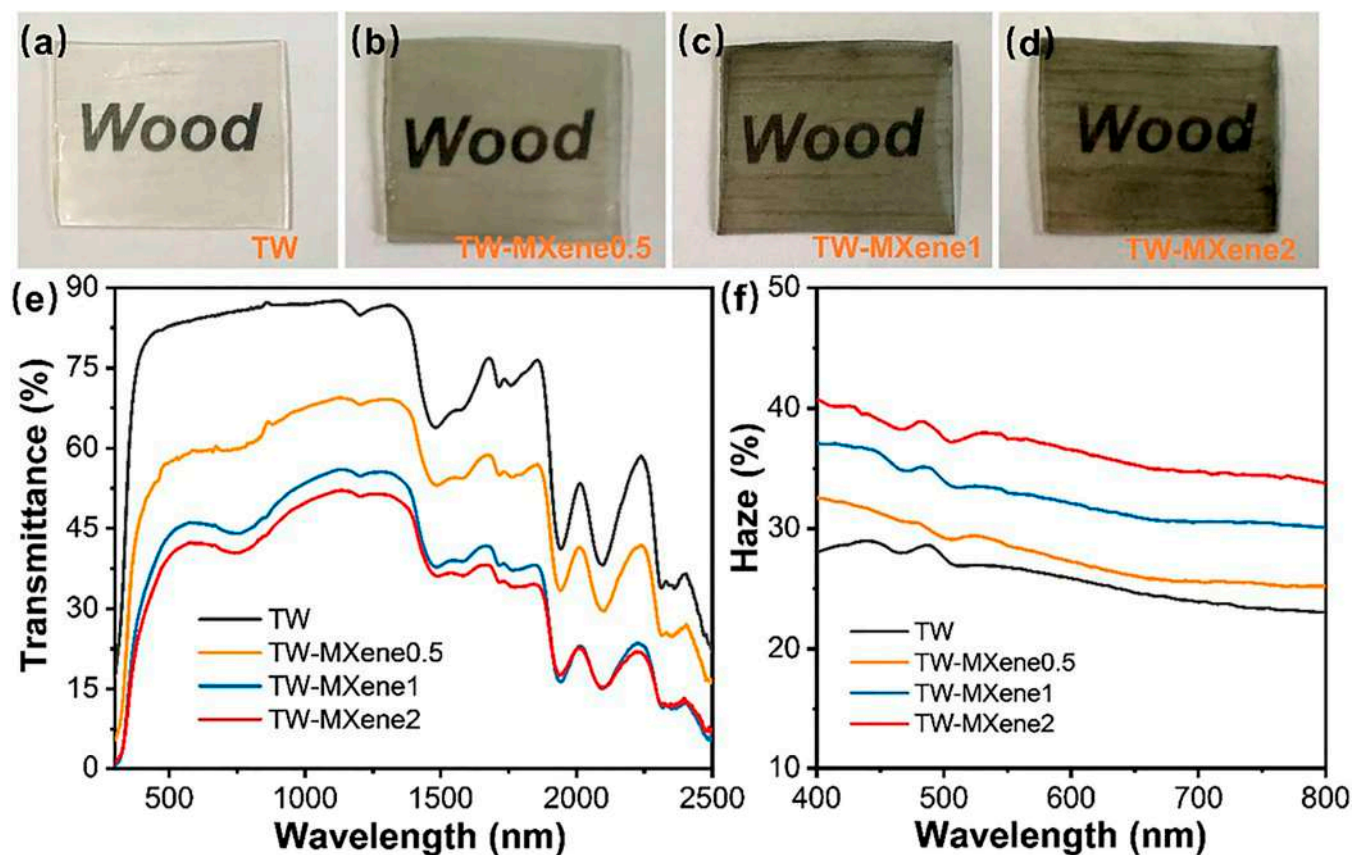 (a)
Wood
TW
(b)
Wood
TW-MXene0.5
(c)
Wood
TW-MXene1
(d)
Wood
TW-MXene2
(e)
Transmittance (%)
90
75
60
45
30
15
0
TW
TW-MXene0.5
TW-MXene1
TW-MXene2
500
1000
1500
2000
2500
Wavelength (nm)
(f)
Haze (%)
50
40
30
20
10
TW
TW-MXene0.5
TW-MXene1
TW-MXene2
400
500
600
700
800
Wavelength (nm)